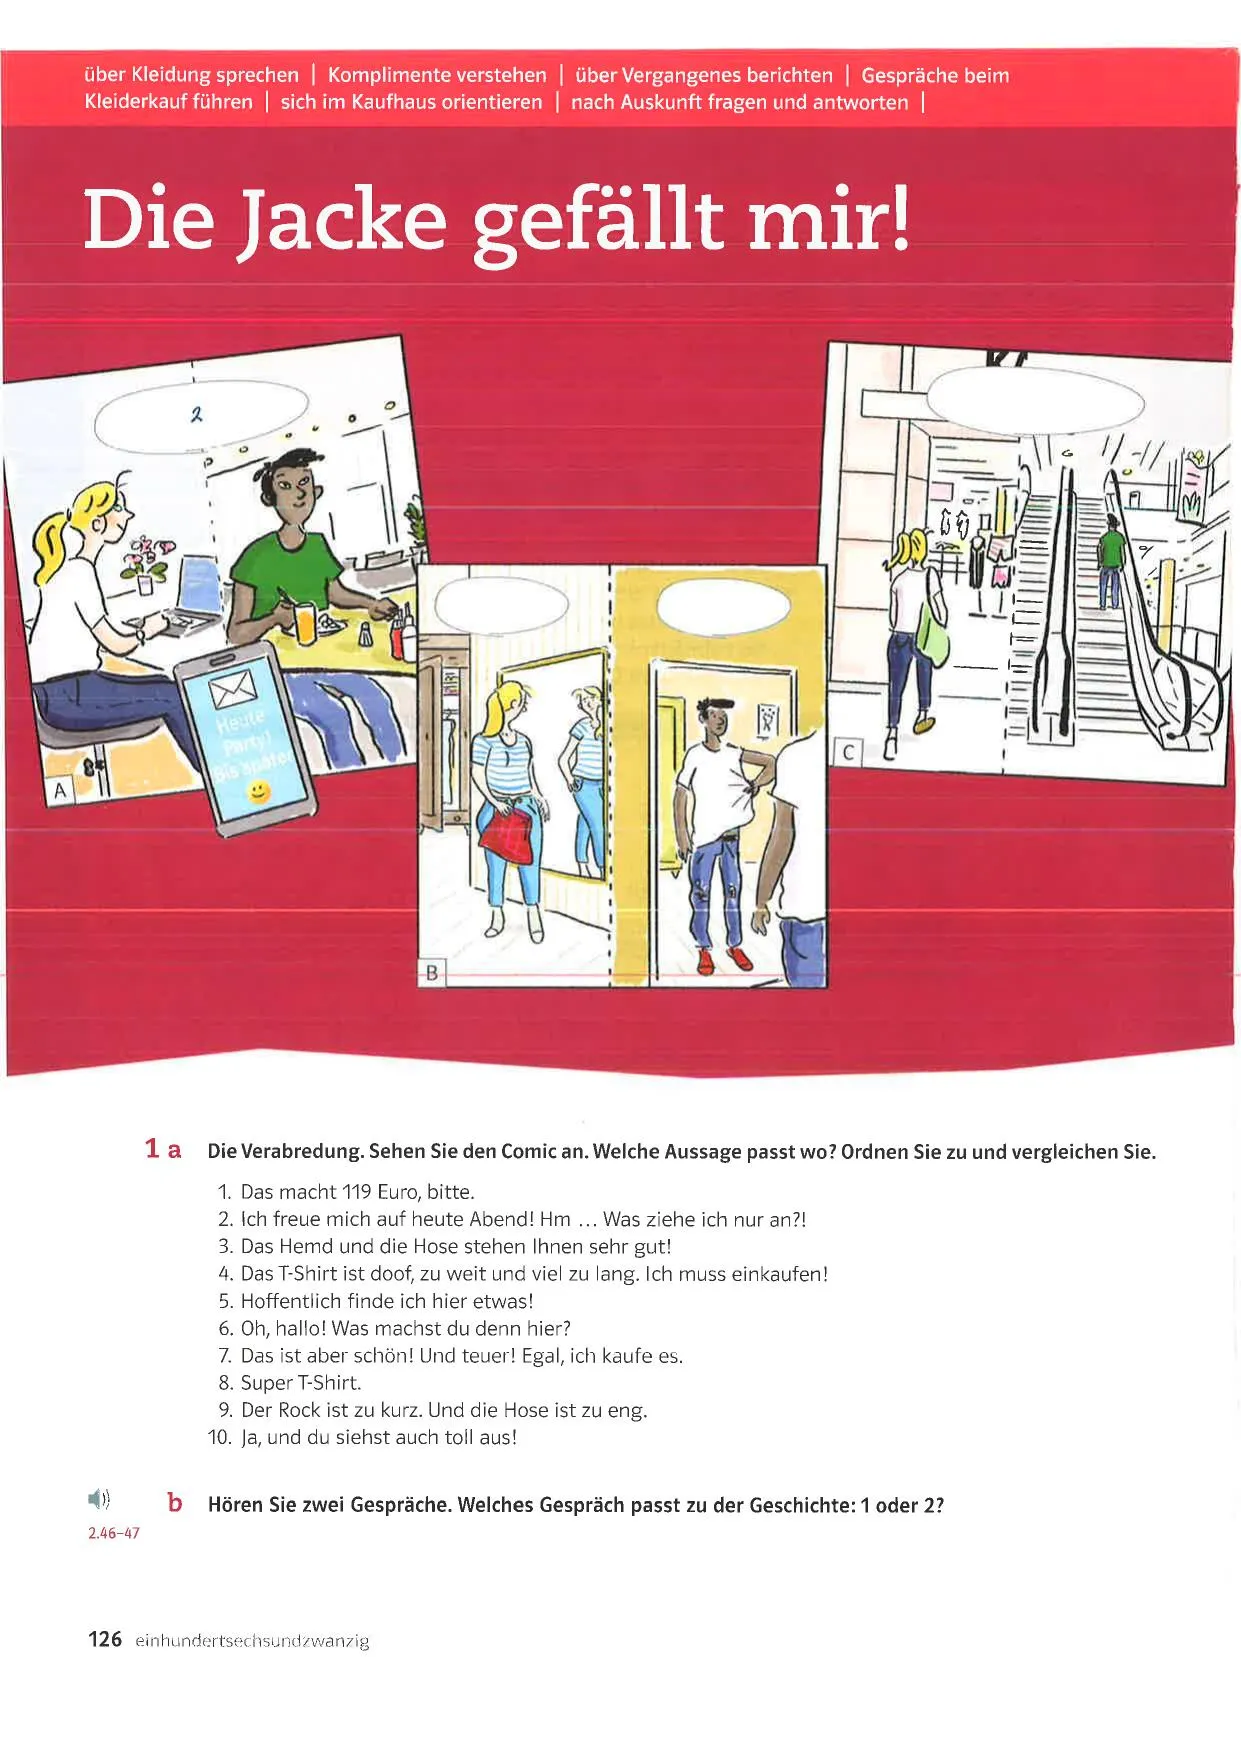 über Kleidung sprechen | Komplimente verstehen | über Vergangenes berichten | Gespräche beim
Kleiderkauf führen | sich im Kaufhaus orientieren | nach Auskunft fragen und antworten |
Die Jacke gefällt mir!
2
Heute
Party!
Bis später
A
B
C
1 a Die Verabredung. Sehen Sie den Comic an. Welche Aussage passt wo? Ordnen Sie zu und vergleichen Sie.
1. Das macht 119 Euro, bitte.
2. Ich freue mich auf heute Abend! Hm ... Was ziehe ich nur an?!
3. Das Hemd und die Hose stehen Ihnen sehr gut!
4. Das T-Shirt ist doof, zu weit und viel zu lang. Ich muss einkaufen!
5. Hoffentlich finde ich hier etwas!
6. Oh, hallo! Was machst du denn hier?
7. Das ist aber schön! Und teuer! Egal, ich kaufe es.
8. Super T-Shirt.
9. Der Rock ist zu kurz. Und die Hose ist zu eng.
10. Ja, und du siehst auch toll aus!
b Hören Sie zwei Gespräche. Welches Gespräch passt zu der Geschichte: 1 oder 2?
2.46-47
126 einhundertsechsundzwanzig